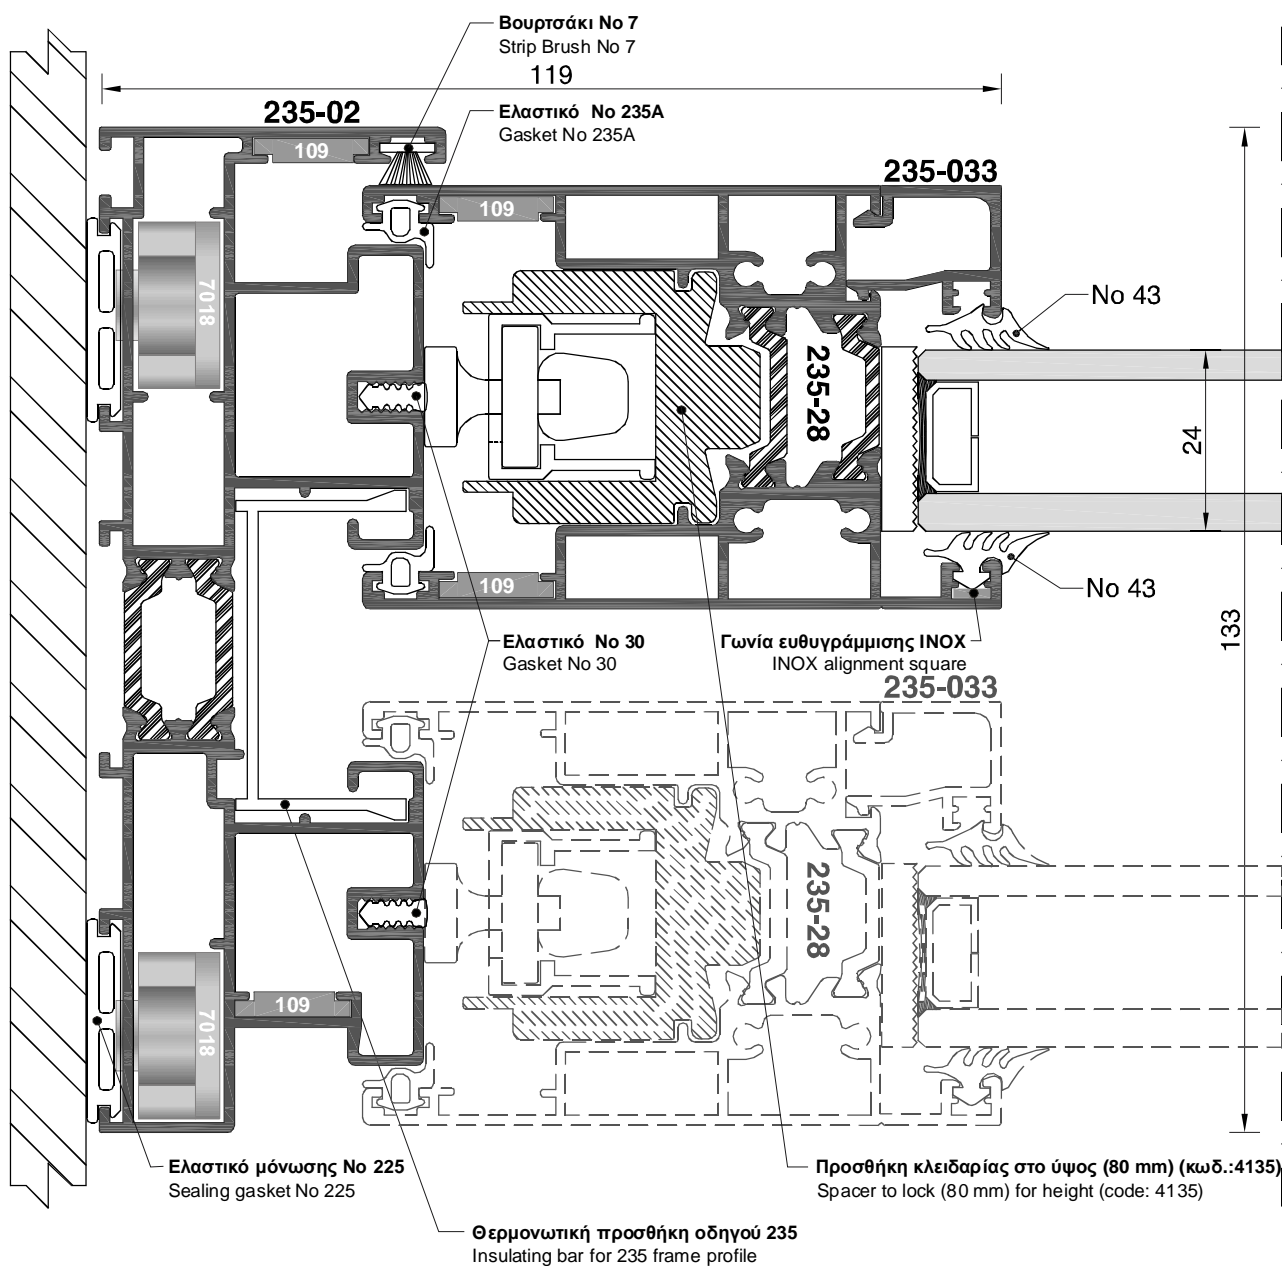 Βουρτσάκι Νο 7
Strip Brush No 7
119
235-02
Ελαστικό Νο 235Α
Gasket No 235A
109
235-033
109
7018
No 43
235-28
24
No 43
109
133
Ελαστικό Νο 30
Gasket No 30
Γωνία ευθυγράμμισης INOX
INOX alignment square
235-033
235-28
109
7018
Ελαστικό μόνωσης Νο 225
Sealing gasket No 225
Προσθήκη κλειδαρίας στο ύψος (80 mm) (κωδ.:4135)
Spacer to lock (80 mm) for height (code: 4135)
Θερμονωτική προσθήκη οδηγού 235
Insulating bar for 235 frame profile